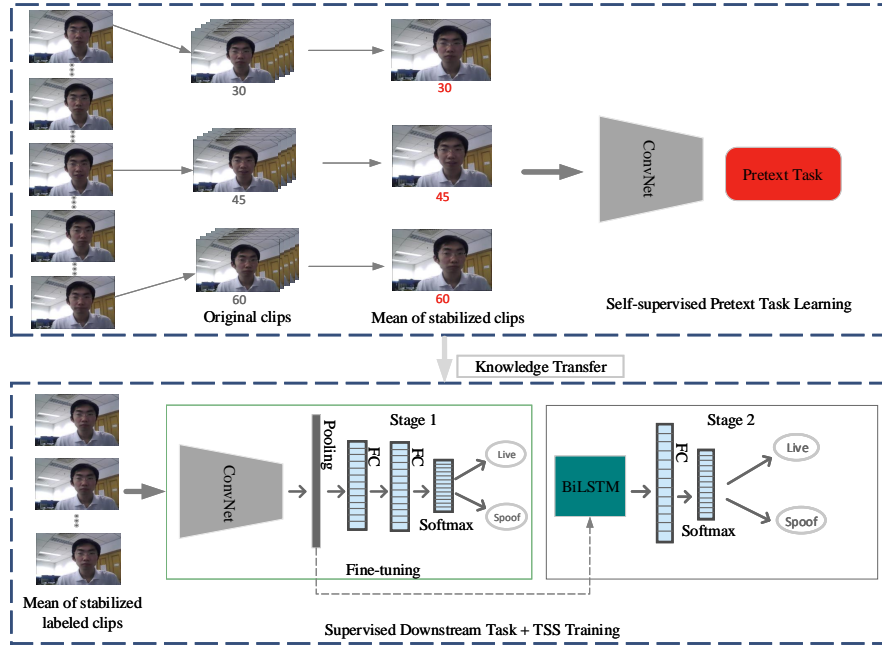 30
30
ConvNet
Pretext Task
45
45
60
60
Original clips
Mean of stabilized clips
Self-supervised Pretext Task Learning
Knowledge Transfer
Stage 1
Stage 2
ConvNet
Pooling
FC
FC
Softmax
Live
Spoof
BiLSTM
FC
Softmax
Live
Spoof
Fine-tuning
Mean of stabilized
labeled clips
Supervised Downstream Task + TSS Training